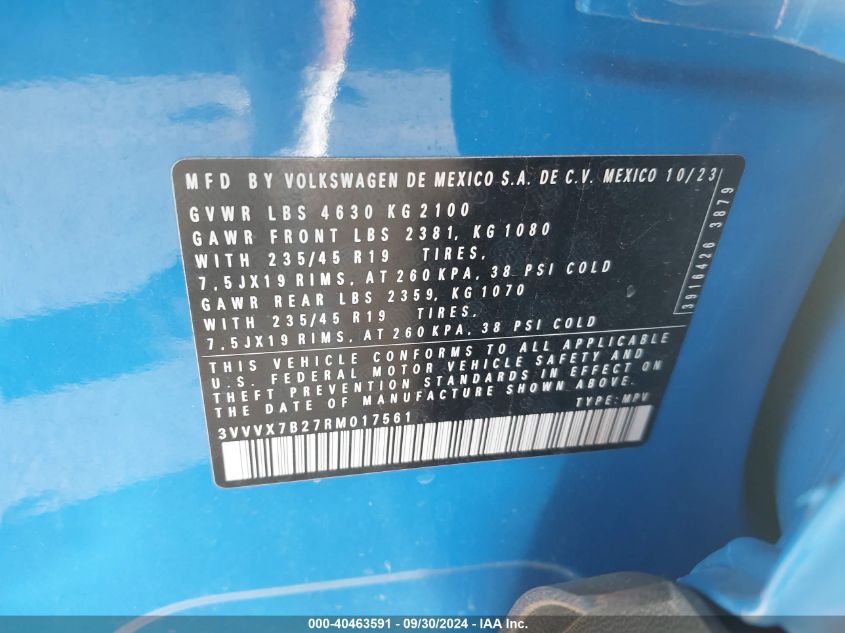 MFD BY VOLKSWAGEN DE MEXICO S.A. DE C.V. MEXICO 10/23
GVWR LBS 4630 KG 2100
GAWR FRONT LBS 2381, KG 1080
WITH 235/45 R19 TIRES,
7,5JX19 RIMS, AT 260 KPA, 38 PSI COLD
GAWR REAR LBS 2359, KG 1070
WITH 235/45 R19 TIRES,
7,5JX19 RIMS, AT 260 KPA, 38 PSI COLD
3916426 3879
THIS VEHICLE CONFORMS TO ALL APPLICABLE
U.S. FEDERAL MOTOR VEHICLE SAFETY AND
THEFT PREVENTION STANDARDS IN EFFECT ON
THE DATE OF MANUFACTURE SHOWN ABOVE.
3VVVX7B27RM017561 TYPE: MPV
000-40463591 - 09/30/2024 - IAA Inc.